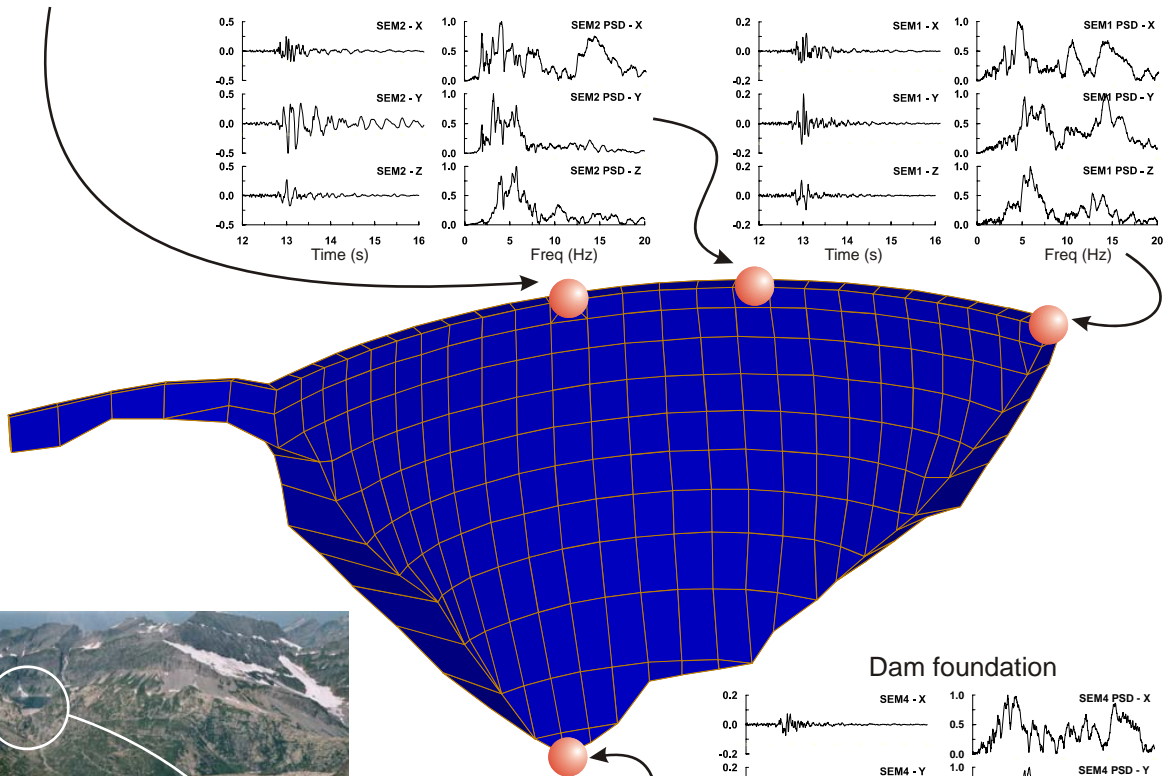 0.5 SEM2 - X 1.0 SEM2 PSD - X 0.2 SEM1 - X 1.0 SEM1 PSD - X
0.0 0.5 0.0 0.5
-0.5 0.0 -0.2 0.0
0.5 SEM2 - Y 1.0 SEM2 PSD - Y 0.2 SEM1 - Y 1.0 SEM1 PSD - Y
0.0 0.5 0.0 0.5
-0.5 0.0 -0.2 0.0
0.5 SEM2 - Z 1.0 SEM2 PSD - Z 0.2 SEM1 - Z 1.0 SEM1 PSD - Z
0.0 0.5 0.0 0.5
-0.5 0.0 -0.2 0.0
12 13 14 15 16 0 5 10 15 20 12 13 14 15 16 0 5 10 15 20
Time (s) Freq (Hz) Time (s) Freq (Hz)
Dam foundation
0.2 SEM4 - X 1.0 SEM4 PSD - X
0.0 0.5
-0.2 0.0
0.2 SEM4 - Y 1.0 SEM4 PSD - Y